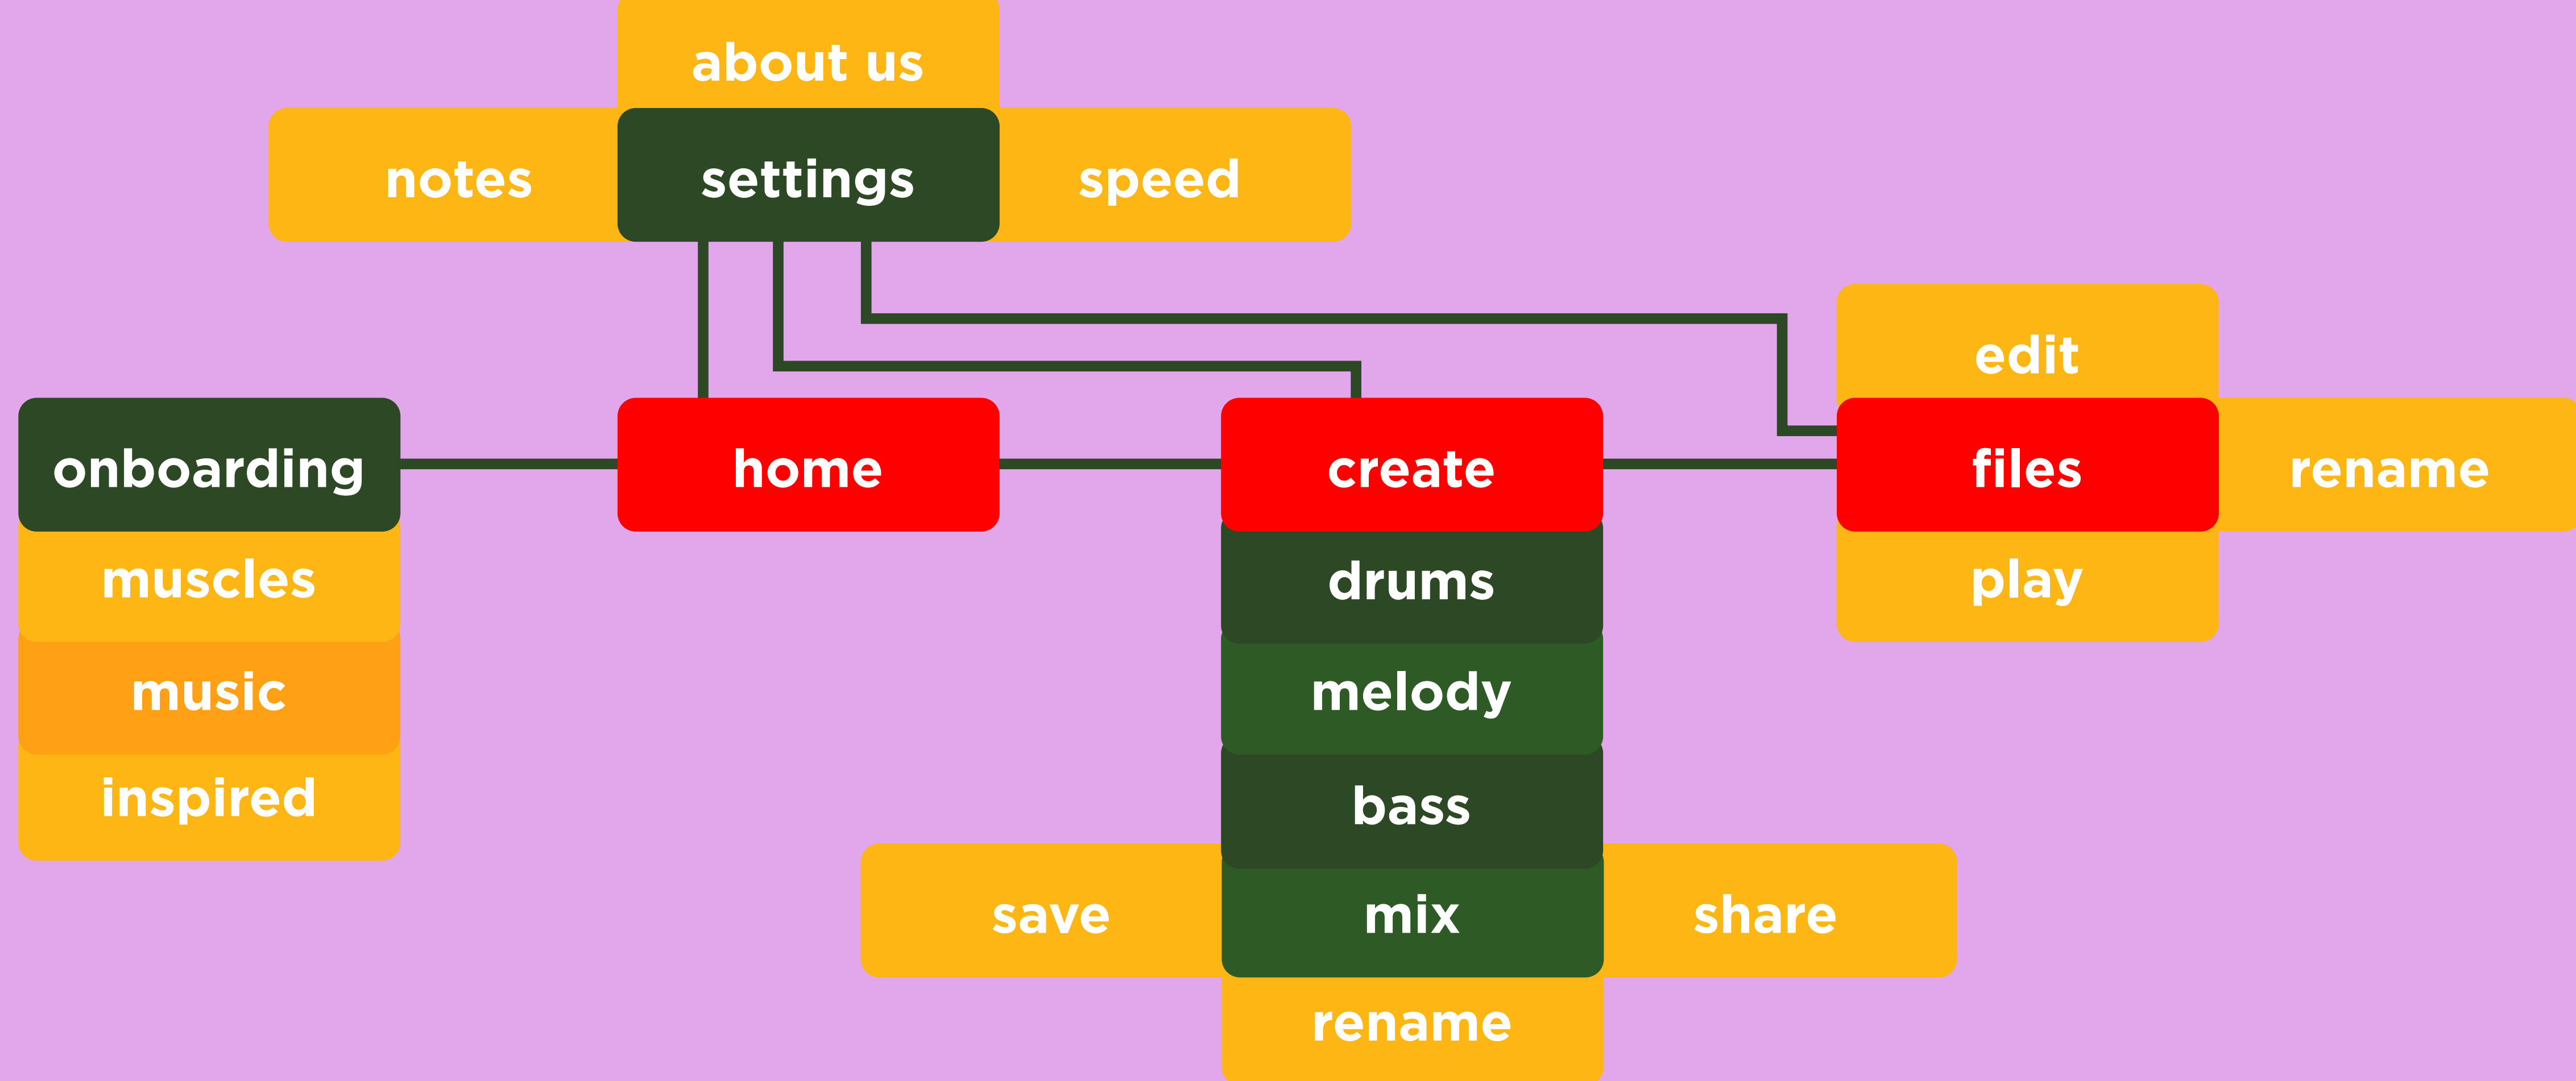 about us
notes
settings
speed
edit
onboarding
home
create
files
rename
muscles
drums
play
music
melody
inspired
bass
save
mix
share
rename